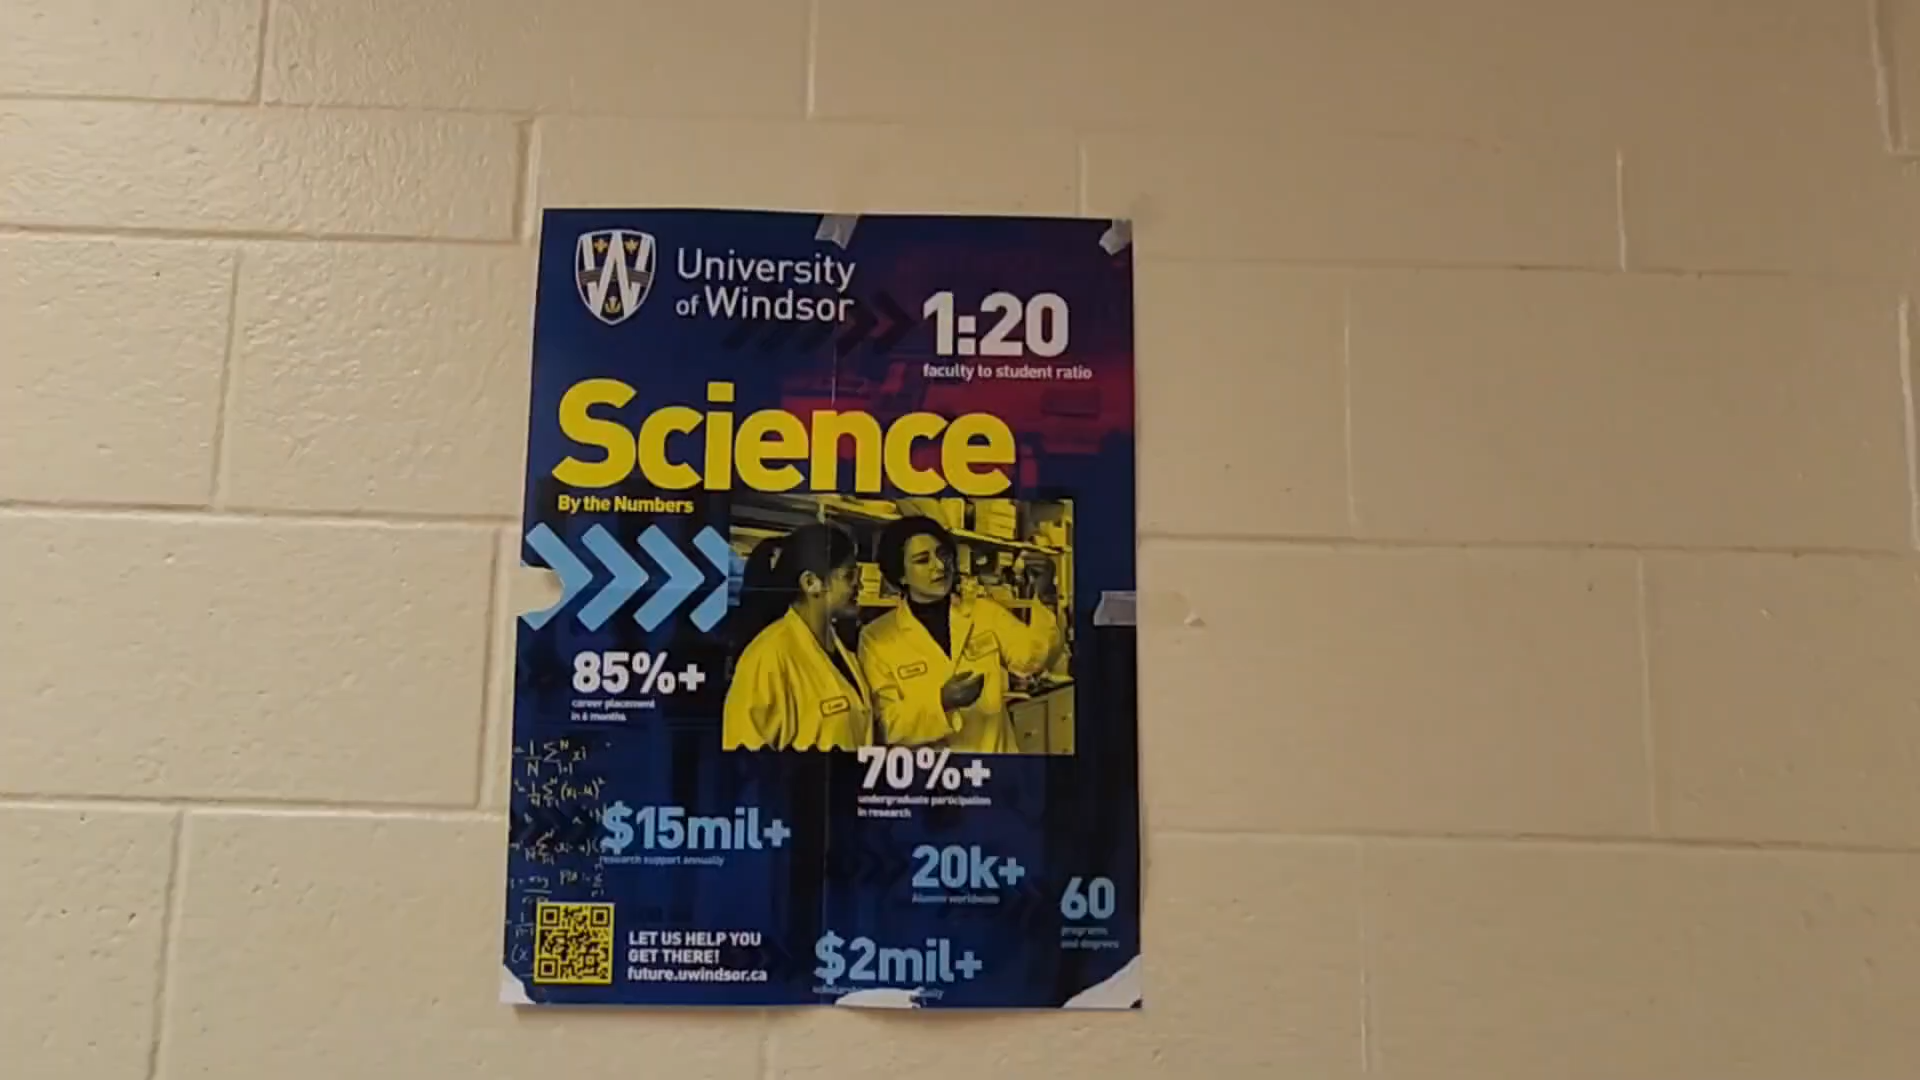 University
of Windsor
1:20
faculty to student ratio
Science
By the Numbers
85%+
career placement
in 6 months
70%+
undergraduate participation
in research
$15mil+
research support annually
20k+
Alumni worldwide
60
programs
and degrees
LET US HELP YOU
GET THERE!
future.uwindsor.ca
$2mil+